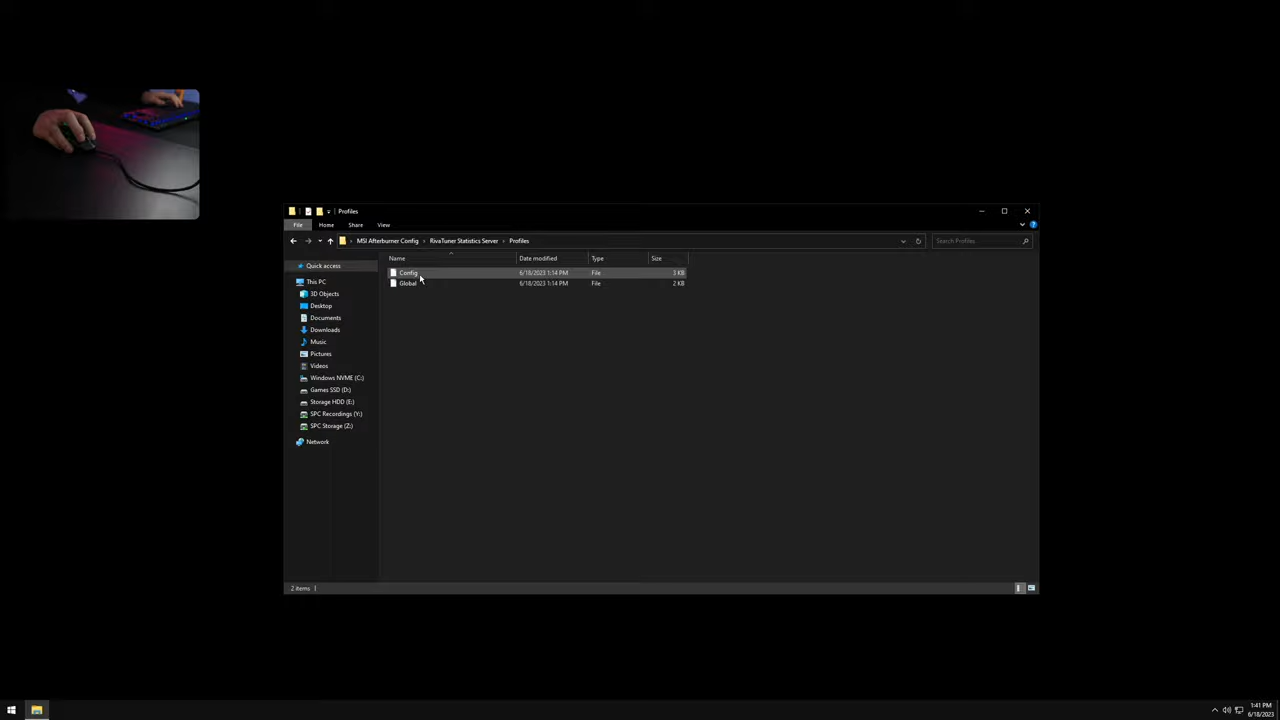 Profiles
File Home Share View
MSI Afterburner Config RivaTuner Statistics Server Profiles
Search Profiles
Name Date modified Type Size
Config 6/18/2023 1:14 PM File 3 KB
Global 6/18/2023 1:14 PM File 2 KB
Quick access
This PC
3D Objects
Desktop
Documents
Downloads
Music
Pictures
Videos
Windows NVME (C:)
Games SSD (D:)
Storage HDD (E:)
SPC Recordings (Y:)
SPC Storage (Z:)
Network
2 items
1:41 PM
6/18/2023